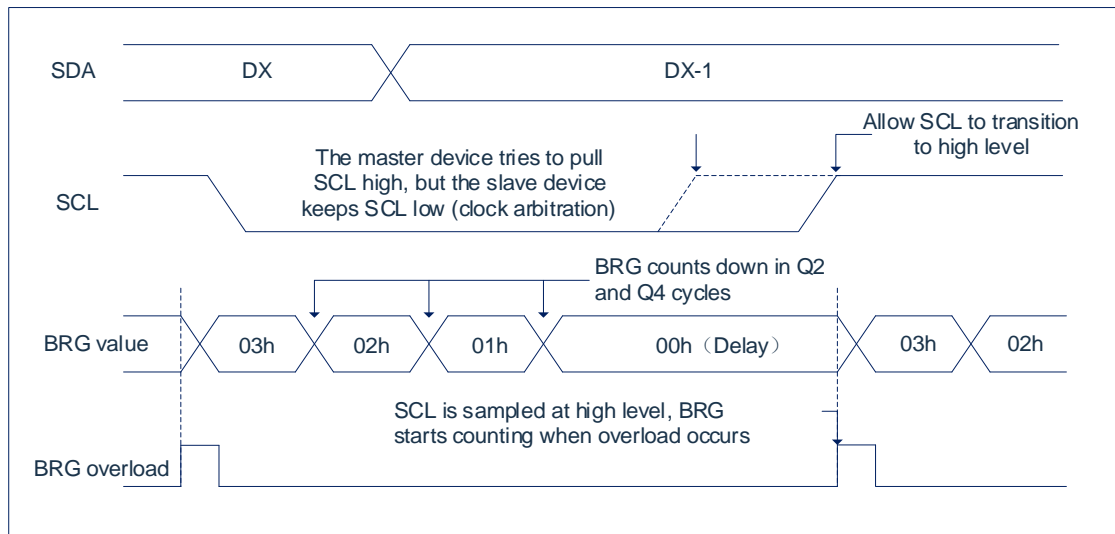 SDA
DX
DX-1
Allow SCL to transition
to high level
The master device tries to pull
SCL high, but the slave device
keeps SCL low (clock arbitration)
SCL
BRG counts down in Q2
and Q4 cycles
BRG value
03h
02h
01h
00h（Delay）
03h
02h
SCL is sampled at high level, BRG
starts counting when overload occurs
BRG overload